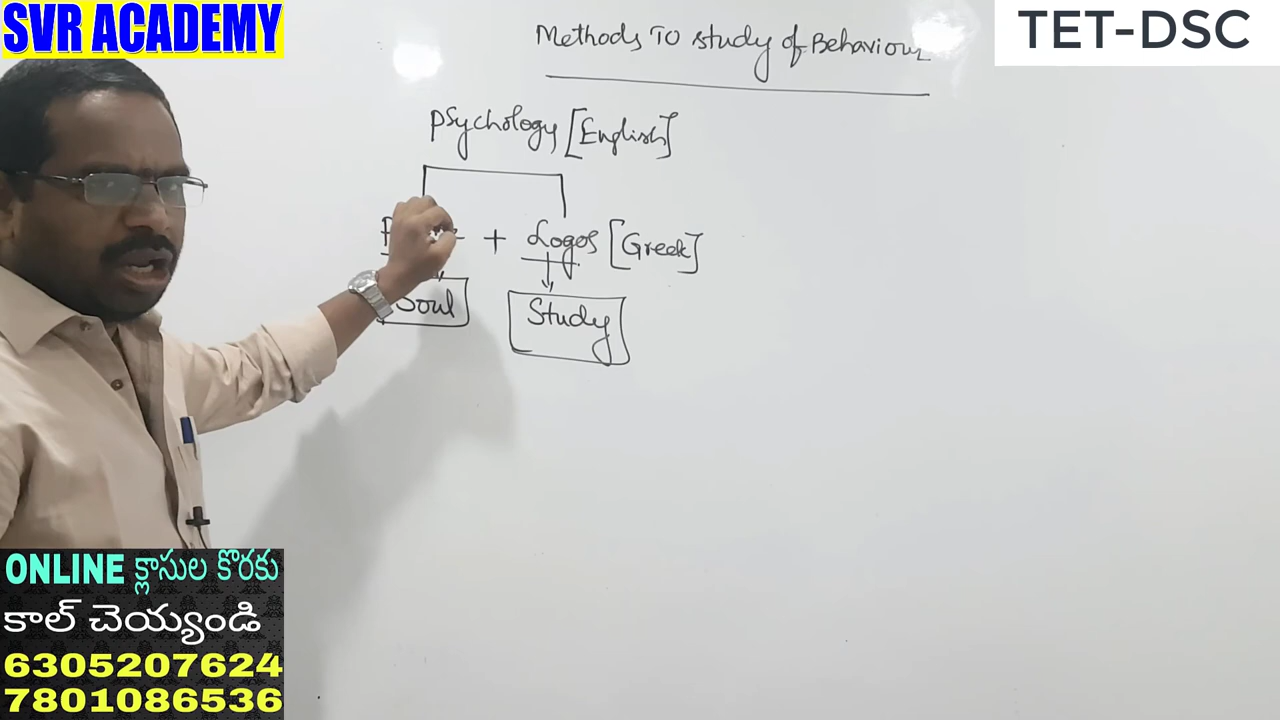 SVR ACADEMY
TET-DSC
Methods To study of Behaviour
Psychology [English]
+ Logos [Greek]
Soul
Study
ONLINE క్లాసుల కొరకు
కాల్ చెయ్యండి
6305207624
7801086536